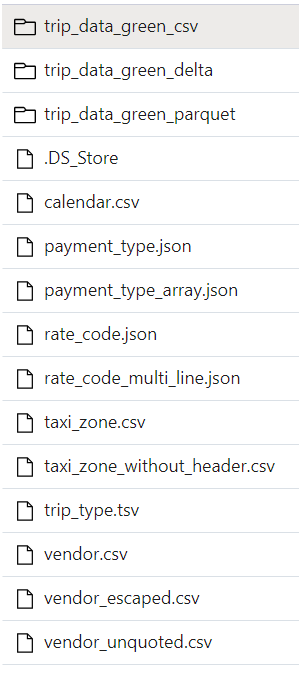 trip_data_green_csv
trip_data_green_delta
trip_data_green_parquet
.DS_Store
calendar.csv
payment_type.json
payment_type_array.json
rate_code.json
rate_code_multi_line.json
taxi_zone.csv
taxi_zone_without_header.csv
trip_type.tsv
vendor.csv
vendor_escaped.csv
vendor_unquoted.csv